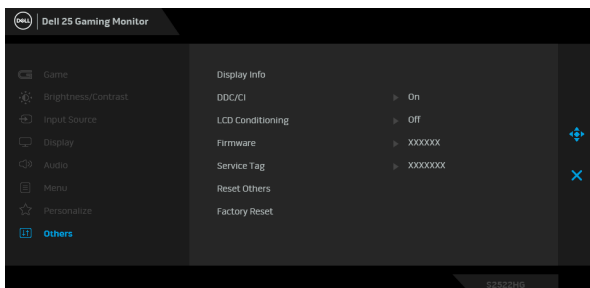 DELL
Dell 25 Gaming Monitor
Game
Brightness/Contrast
Input Source
Display
Audio
Menu
Personalize
Others
Display Info
DDC/CI On
LCD Conditioning Off
Firmware XXXXXX
Service Tag XXXXXXX
Reset Others
Factory Reset
S2522HG